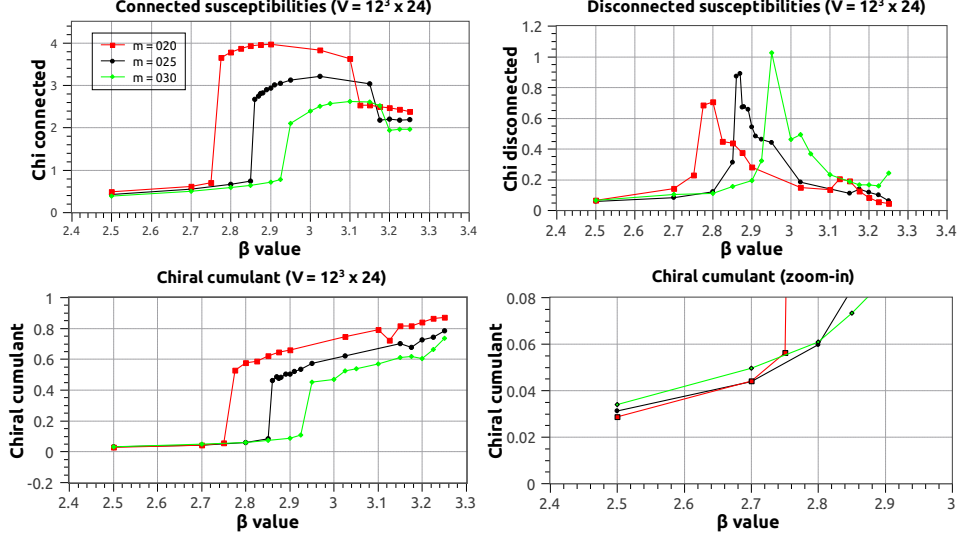 Connected susceptibilities (V = 12³ x 24)
Chi connected
4
3
2
1
0
m = 020
m = 025
m = 030
2.4 2.5 2.6 2.7 2.8 2.9 3 3.1 3.2 3.3
β value
Disconnected susceptibilities (V = 12³ x 24)
Chi disconnected
1.2
1
0.8
0.6
0.4
0.2
0
2.4 2.5 2.6 2.7 2.8 2.9 3 3.1 3.2 3.3 3.4
β value
Chiral cumulant (V = 12³ x 24)
Chiral cumulant
1
0.8
0.6
0.4
0.2
0
-0.2
2.4 2.5 2.6 2.7 2.8 2.9 3 3.1 3.2 3.3
β value
Chiral cumulant (zoom-in)
Chiral cumulant
0.08
0.06
0.04
0.02
0
2.4 2.5 2.6 2.7 2.8 2.9 3
β value